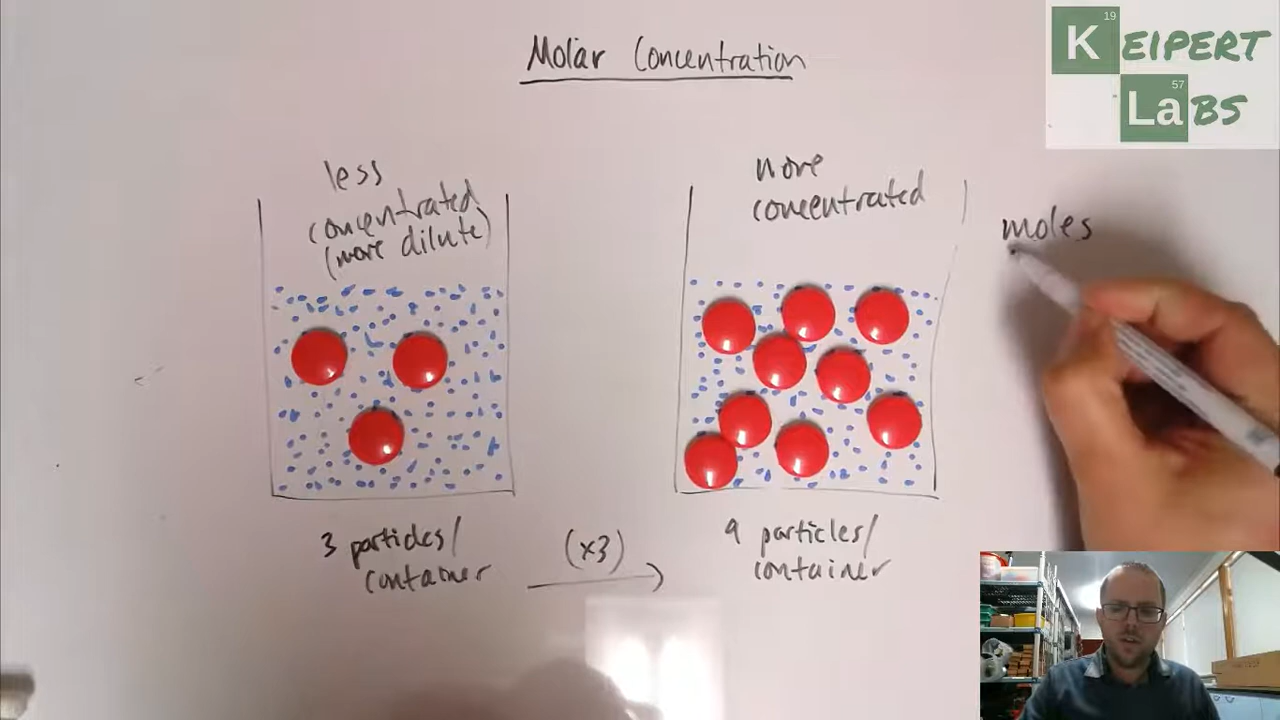 Molar Concentration
19
KEIPERT
57
LaBS
less
concentrated
(more dilute)
more
concentrated
moles
3 particles/
container
(x3)
9 particles/
container